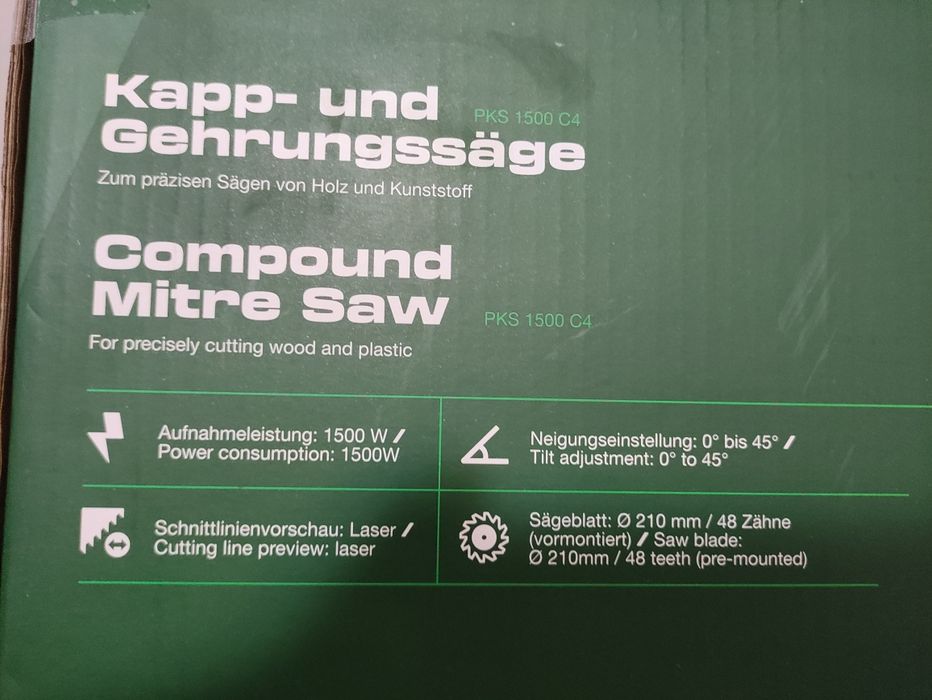 Kapp- und PKS 1500 C4
Gehrungssäge
Zum präzisen Sägen von Holz und Kunststoff
Compound
Mitre Saw PKS 1500 C4
For precisely cutting wood and plastic
Aufnahmeleistung: 1500 W /
Power consumption: 1500W
Neigungseinstellung: 0° bis 45° /
Tilt adjustment: 0° to 45°
Schnittlinienvorschau: Laser /
Cutting line preview: laser
Sägeblatt: Ø 210 mm / 48 Zähne
(vormontiert) / Saw blade:
Ø 210mm / 48 teeth (pre-mounted)